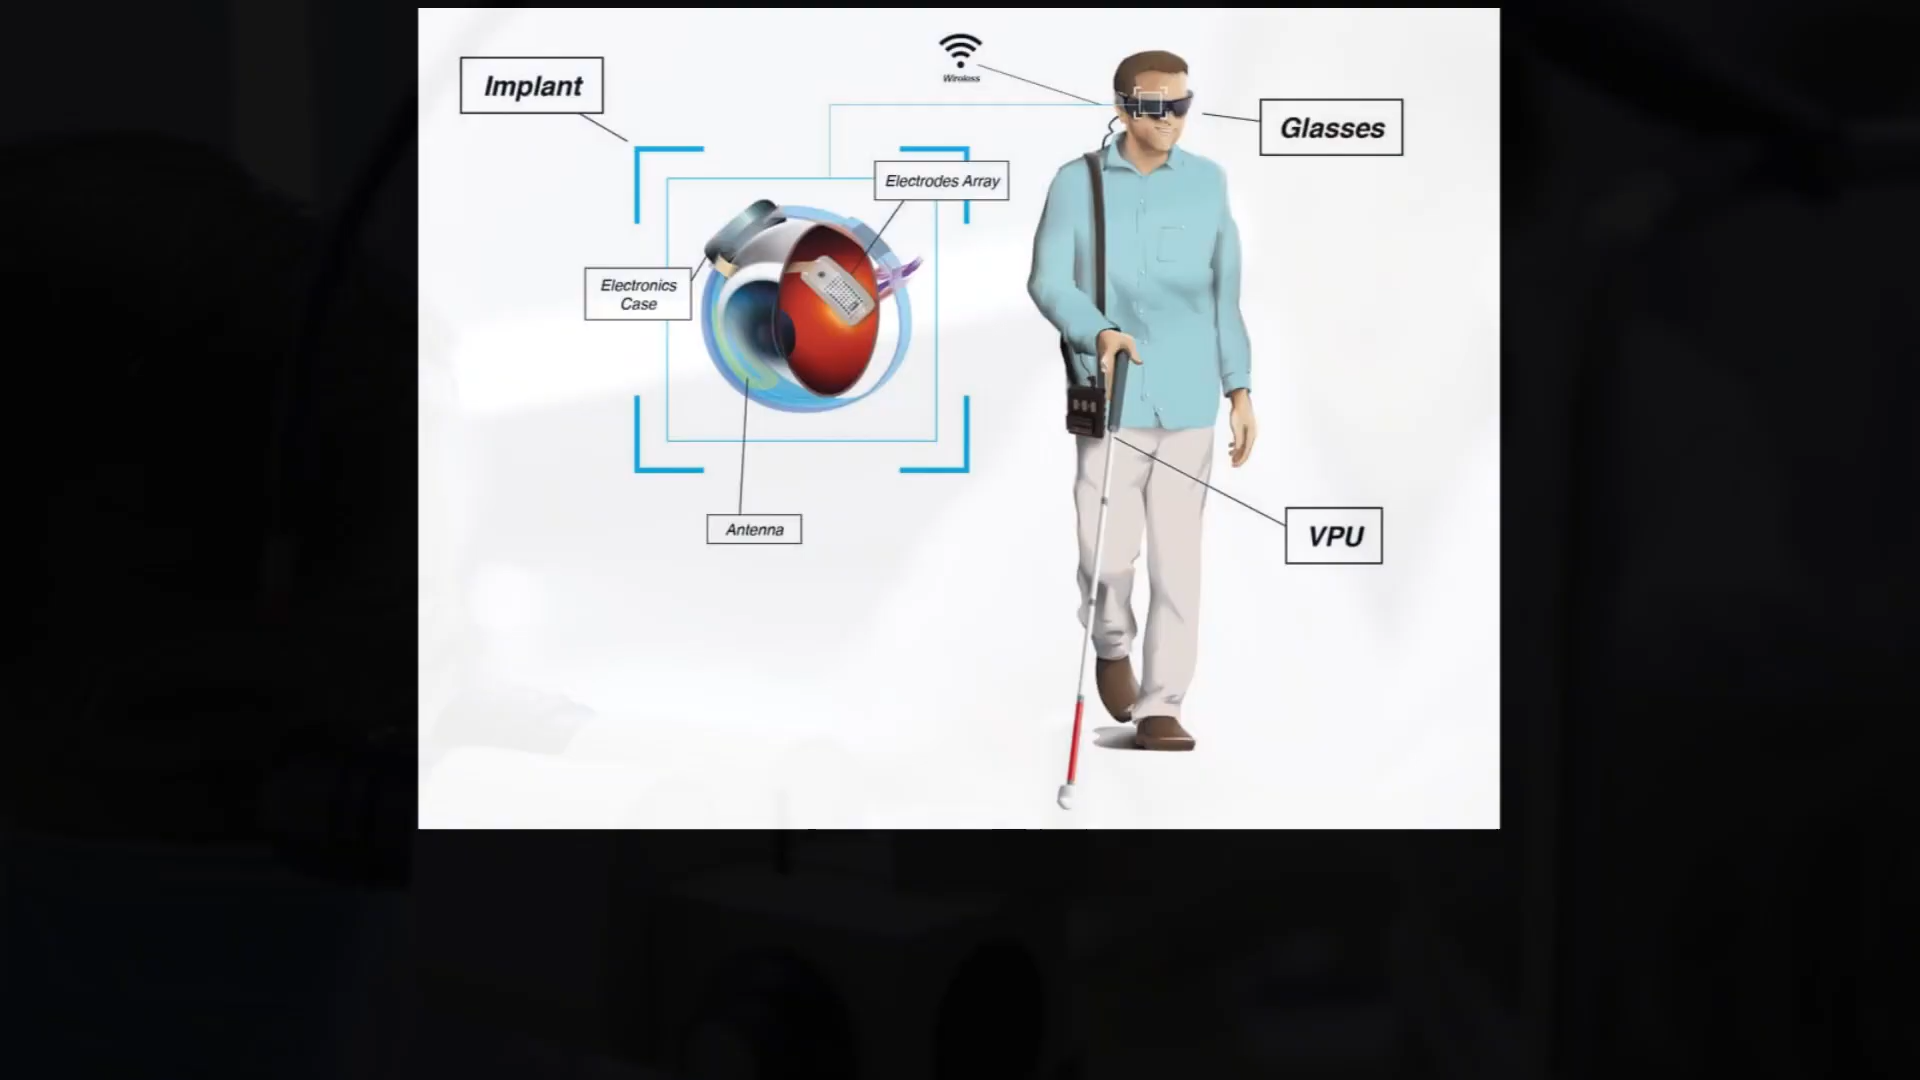 Implant
Wireless
Glasses
Electrodes Array
Electronics
Case
Antenna
VPU